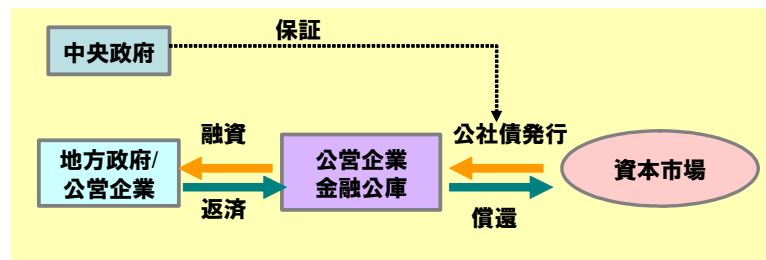 保証
中央政府
融資
公社債発行
地方政府/
公営企業
公営企業
金融公庫
資本市場
返済
償還